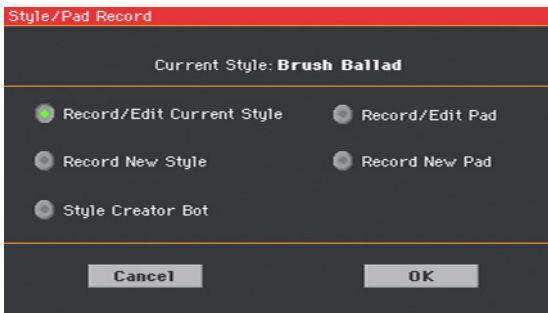 Style/Pad Record
Current Style: Brush Ballad
Record/Edit Current Style
Record/Edit Pad
Record New Style
Record New Pad
Style Creator Bot
Cancel
OK